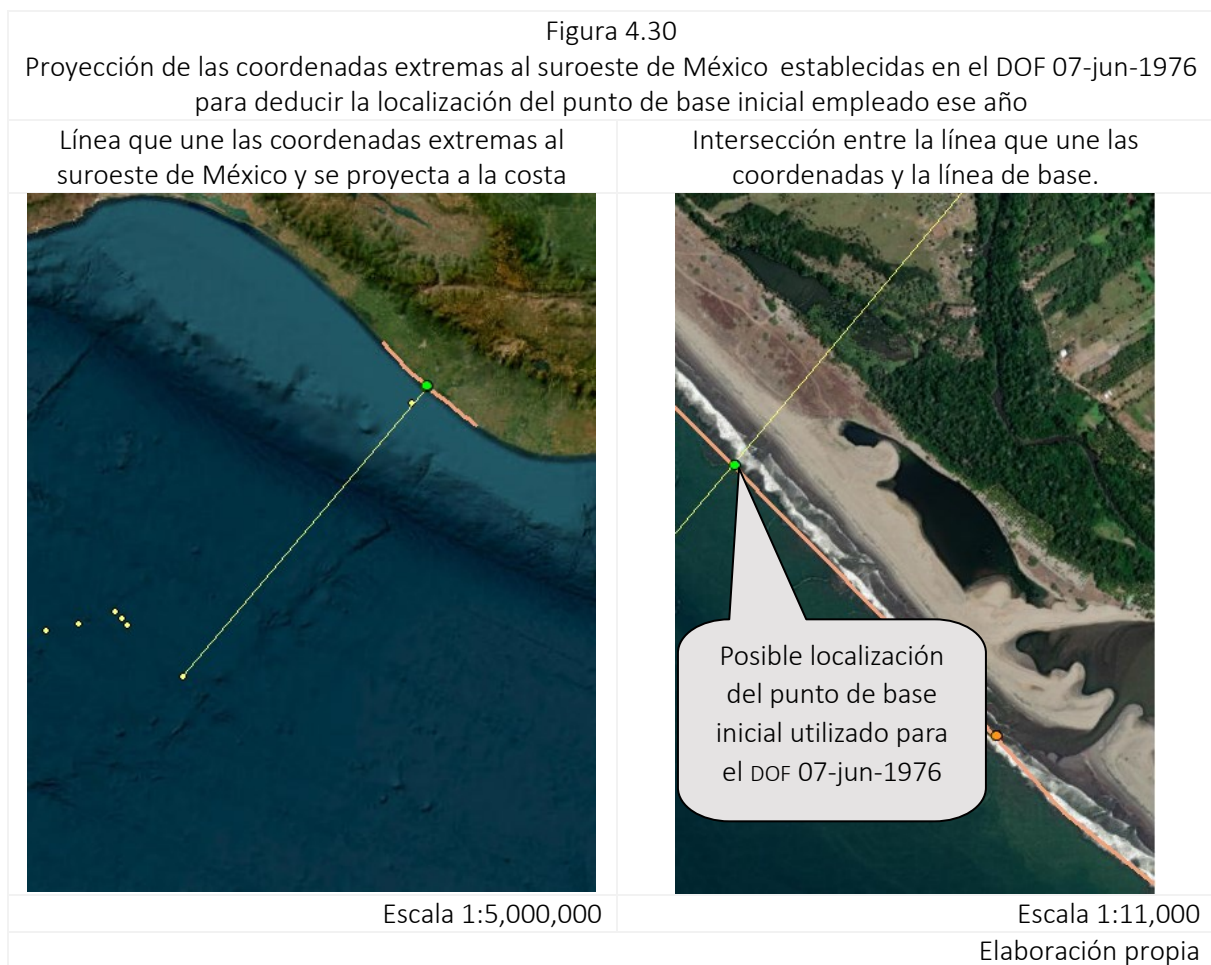 Figura 4.30
Proyección de las coordenadas extremas al suroeste de México establecidas en el DOF 07-jun-1976
para deducir la localización del punto de base inicial empleado ese año
Línea que une las coordenadas extremas al
suroeste de México y se proyecta a la costa
Intersección entre la línea que une las
coordenadas y la línea de base.
Posible localización
del punto de base
inicial utilizado para
el DOF 07-jun-1976
Escala 1:5,000,000
Escala 1:11,000
Elaboración propia